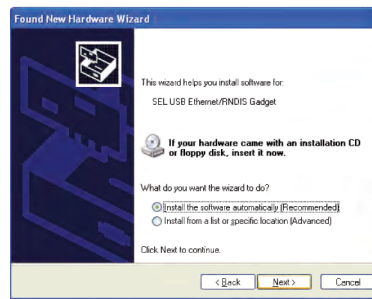 Found New Hardware Wizard
This wizard helps you install software for:
SEL USB Ethernet/RNDIS Gadget
If your hardware came with an installation CD
or floppy disk, insert it now.
What do you want the wizard to do?
Install the software automatically (Recommended)
Install from a list or specific location (Advanced)
Click Next to continue.
< Back Next > Cancel